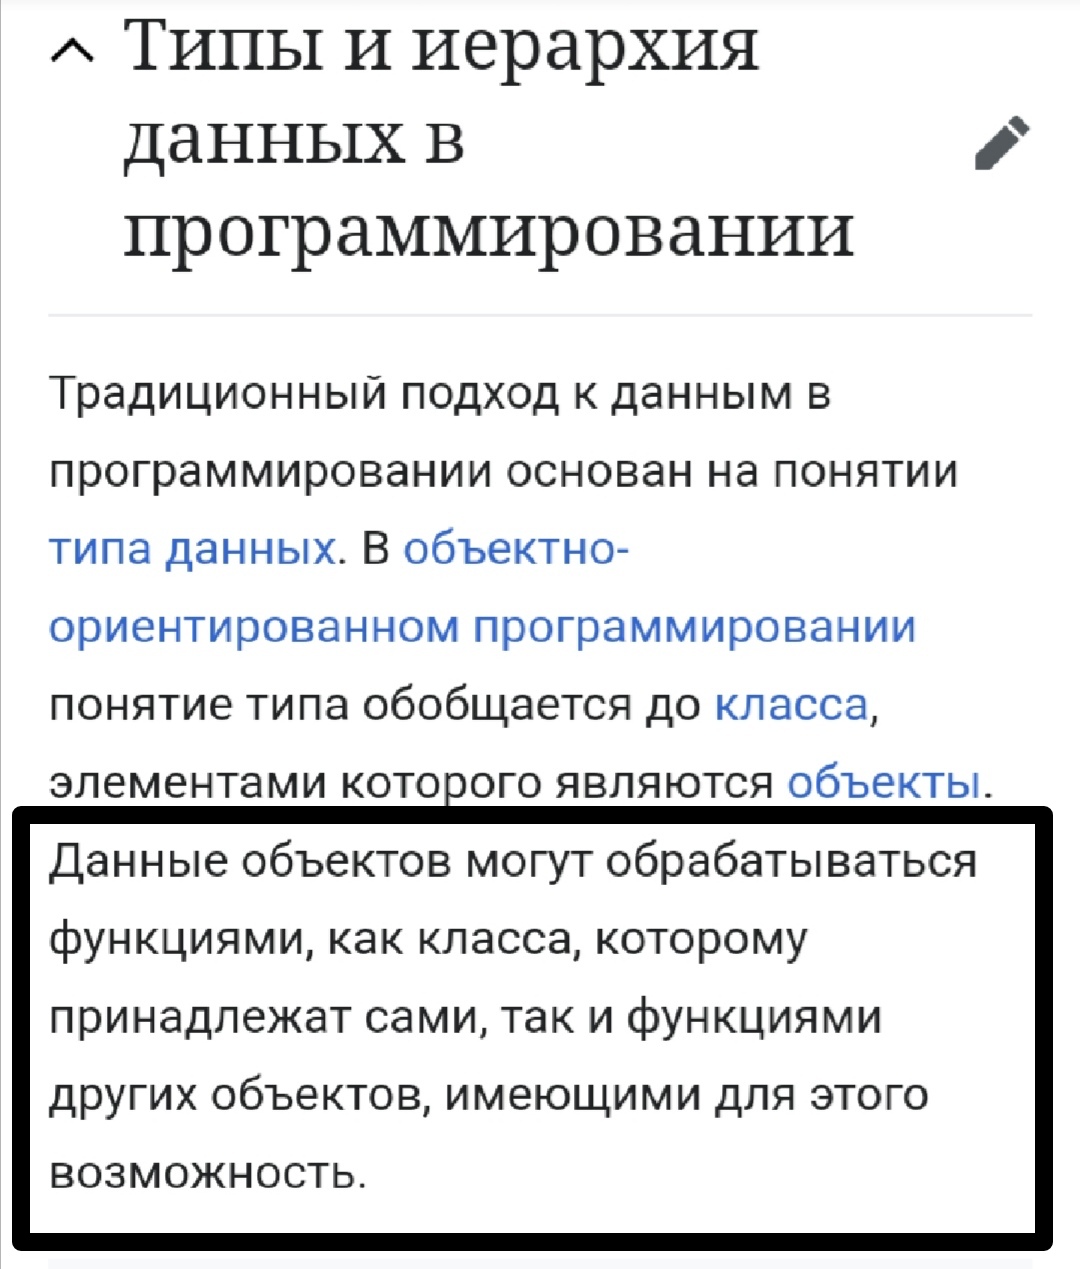 Типы и иерархия
данных в
программировании
Традиционный подход к данным в
программировании основан на понятии
типа данных. В объектно-
ориентированном программировании
понятие типа обобщается до класса,
элементами которого являются объекты.
Данные объектов могут обрабатываться
функциями, как класса, которому
принадлежат сами, так и функциями
других объектов, имеющими для этого
возможность.